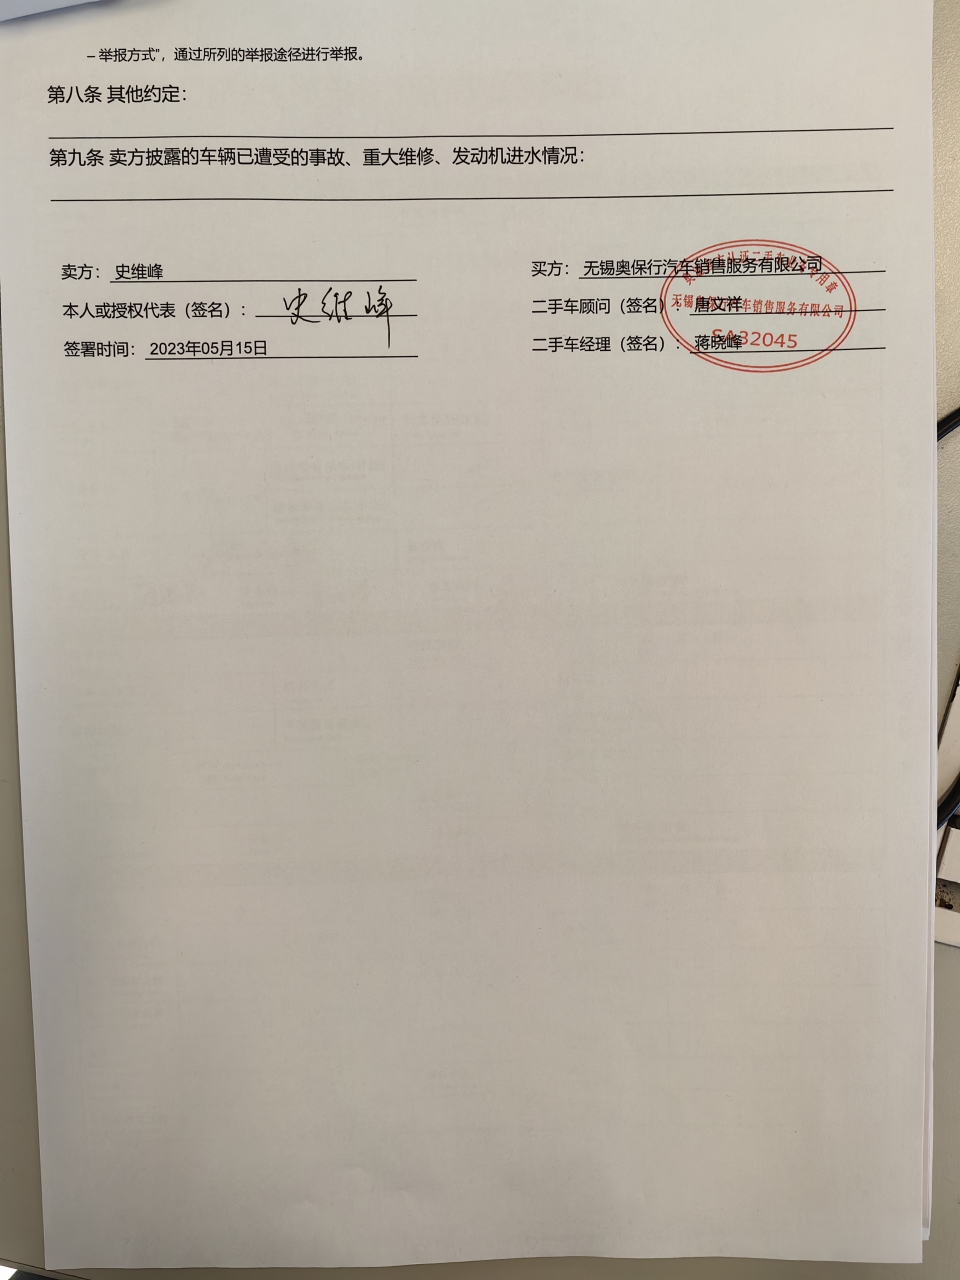 – 举报方式”，通过所列的举报途径进行举报。
第八条 其他约定：
第九条 卖方披露的车辆已遭受的事故、重大维修、发动机进水情况：
卖方： 史维峰
本人或授权代表（签名）： 史维峰
签署时间： 2023年05月15日
买方： 无锡奥保行汽车销售服务有限公司
二手车顾问（签名）： 唐文祥
二手车经理（签名）： 蒋晓峰
无锡奥保行汽车销售服务有限公司
SA32045